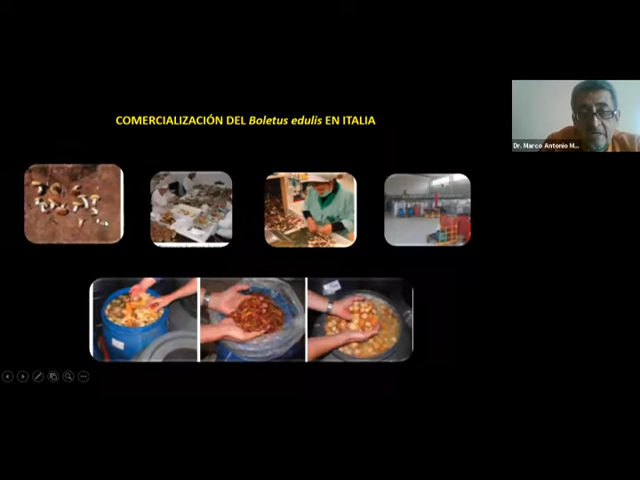 COMERCIALIZACIÓN DEL Boletus edulis EN ITALIA
Dr. Marco Antonio M...